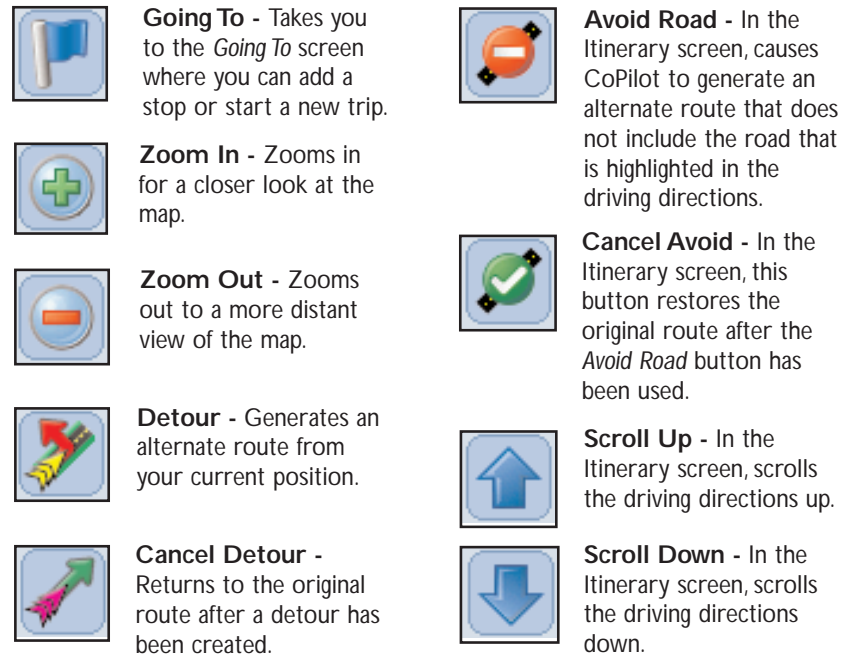 Going To - Takes you
to the Going To screen
where you can add a
stop or start a new trip.
Zoom In - Zooms in
for a closer look at the
map.
Zoom Out - Zooms
out to a more distant
view of the map.
Detour - Generates an
alternate route from
your current position.
Cancel Detour -
Returns to the original
route after a detour has
been created.
Avoid Road - In the
Itinerary screen, causes
CoPilot to generate an
alternate route that does
not include the road that
is highlighted in the
driving directions.
Cancel Avoid - In the
Itinerary screen, this
button restores the
original route after the
Avoid Road button has
been used.
Scroll Up - In the
Itinerary screen, scrolls
the driving directions up.
Scroll Down - In the
Itinerary screen, scrolls
the driving directions
down.